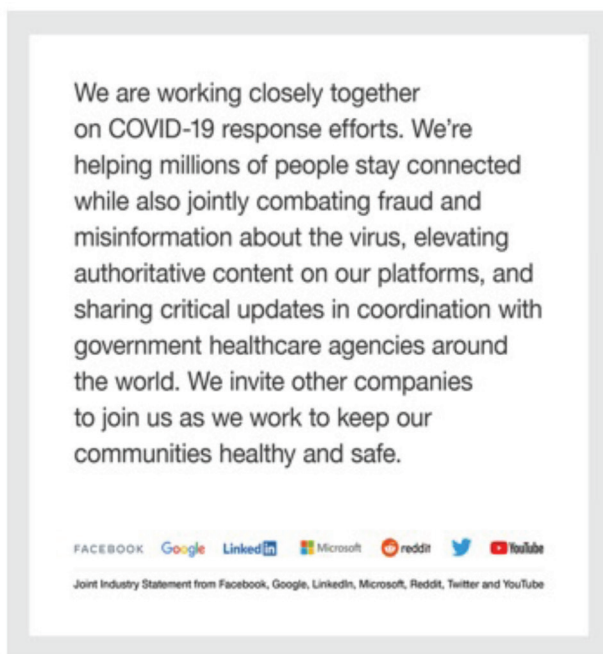 We are working closely together
on COVID-19 response efforts. We're
helping millions of people stay connected
while also jointly combating fraud and
misinformation about the virus, elevating
authoritative content on our platforms, and
sharing critical updates in coordination with
government healthcare agencies around
the world. We invite other companies
to join us as we work to keep our
communities healthy and safe.
FACEBOOK Google Linked in Microsoft reddit YouTube
Joint Industry Statement from Facebook, Google, LinkedIn, Microsoft, Reddit, Twitter and YouTube